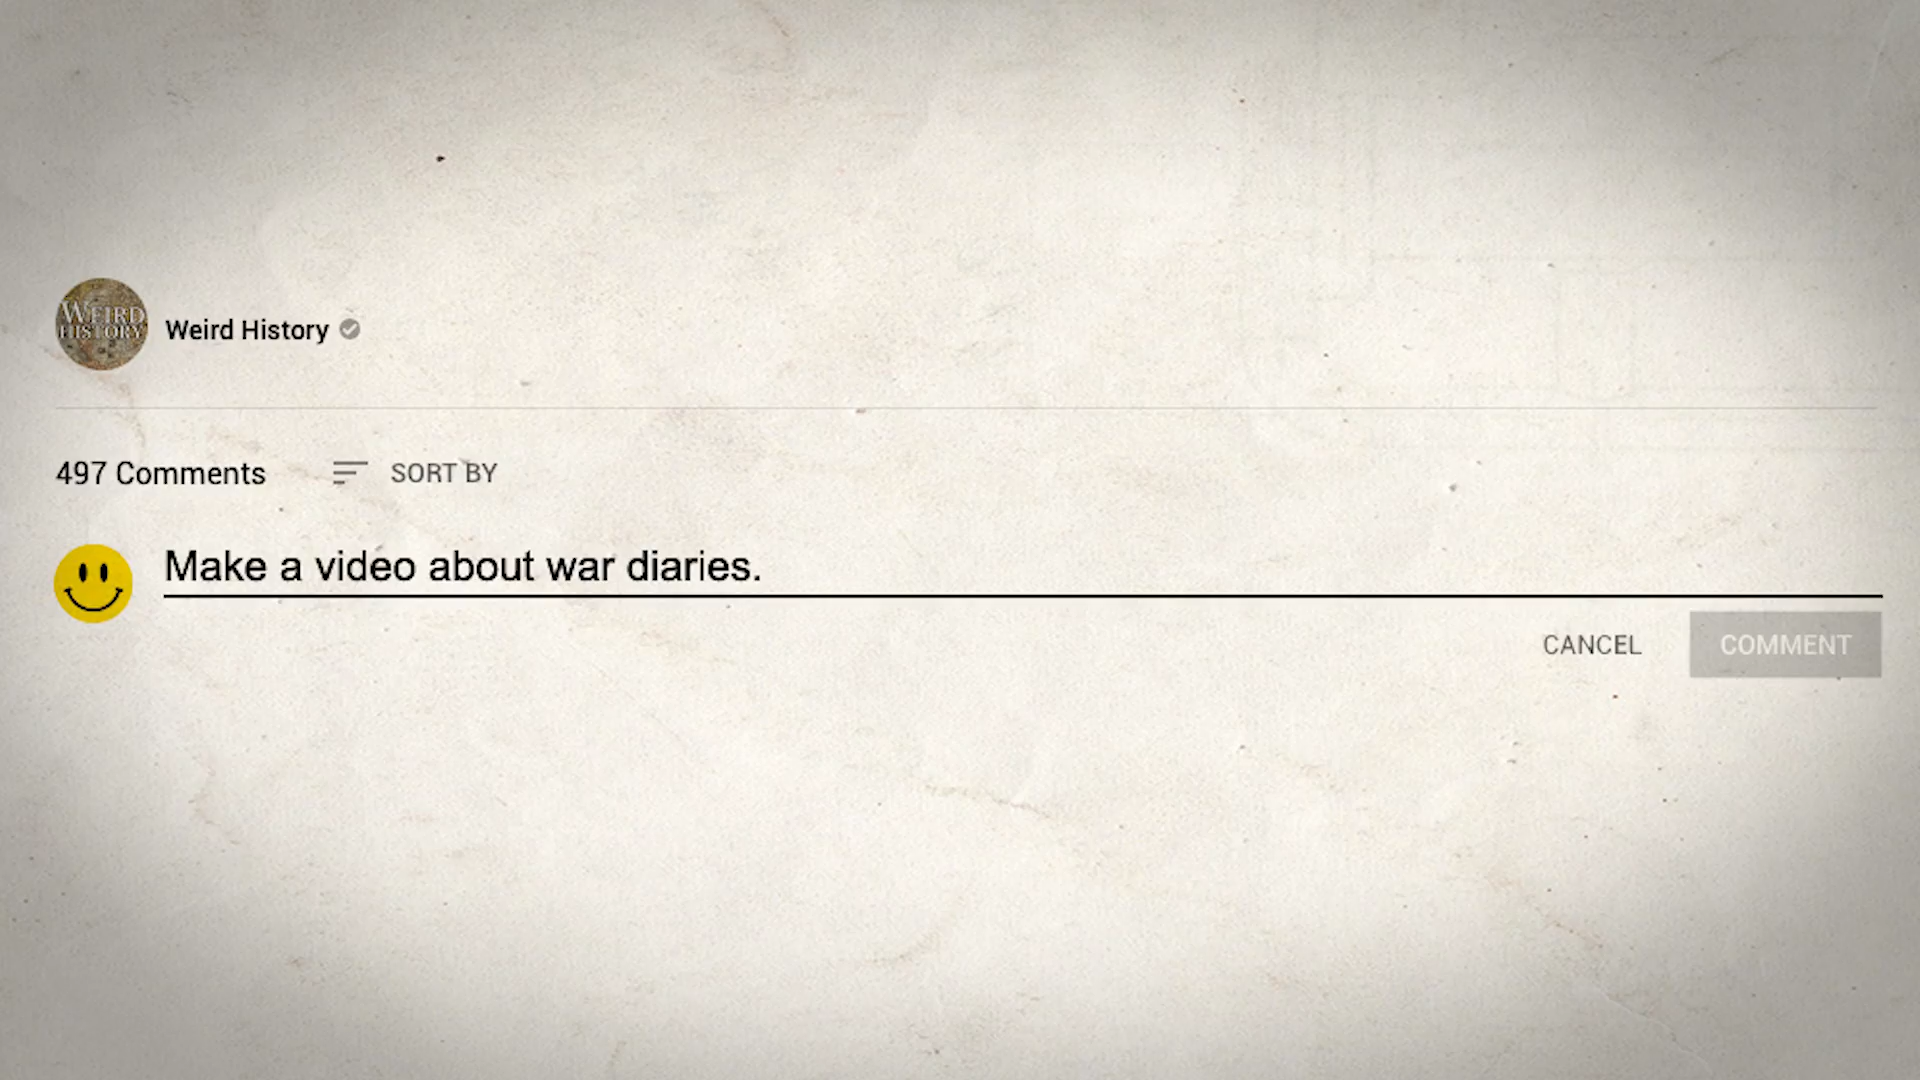 WEIRD
HISTORY
Weird History
497 Comments
SORT BY
Make a video about war diaries.
CANCEL
COMMENT